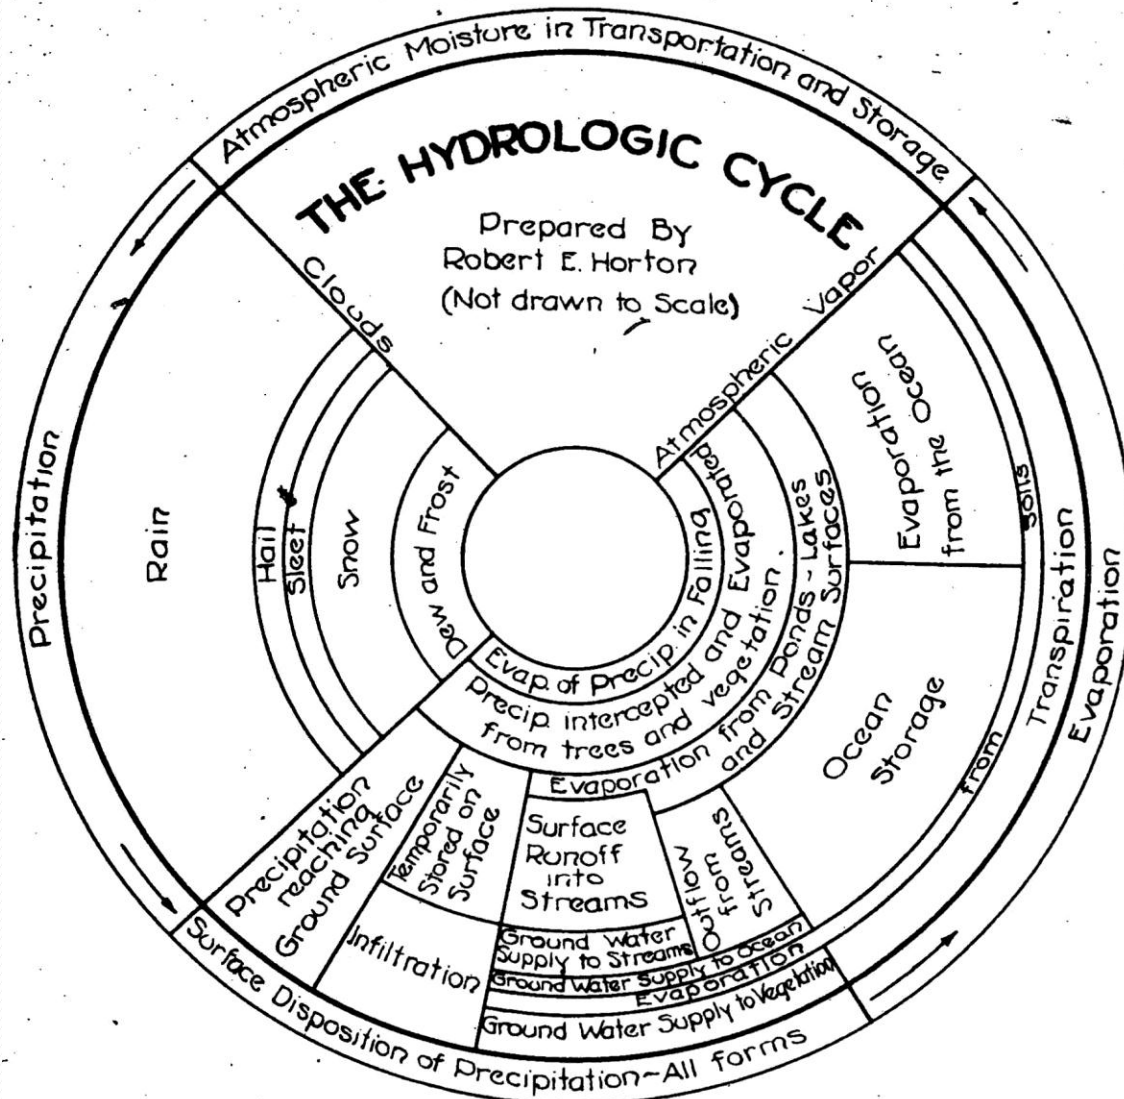 Atmospheric Moisture in Transportation and Storage
THE HYDROLOGIC CYCLE
Prepared By
Robert E. Horton
(Not drawn to Scale)
Clouds
Atmospheric Vapor
Precipitation
Rain
Hail
Sleet
Snow
Dew and Frost
Evap. of Precip. in Falling
Precip. intercepted and Evaporated
from trees and vegetation.
Evaporation from Ponds - Lakes
and Stream Surfaces
Evaporation
from the Ocean
Ocean
Storage
Evaporation from soils
Transpiration
Evaporation
Precipitation
reaching
Ground Surface
Temporarily
Stored on
Surface
Infiltration
Surface
Runoff
into
Streams
Outflow
from
Streams
Ground Water
Supply to Streams
Ground Water Supply to Ocean
Ground Water Supply to Vegetation
Surface Disposition of Precipitation~All forms